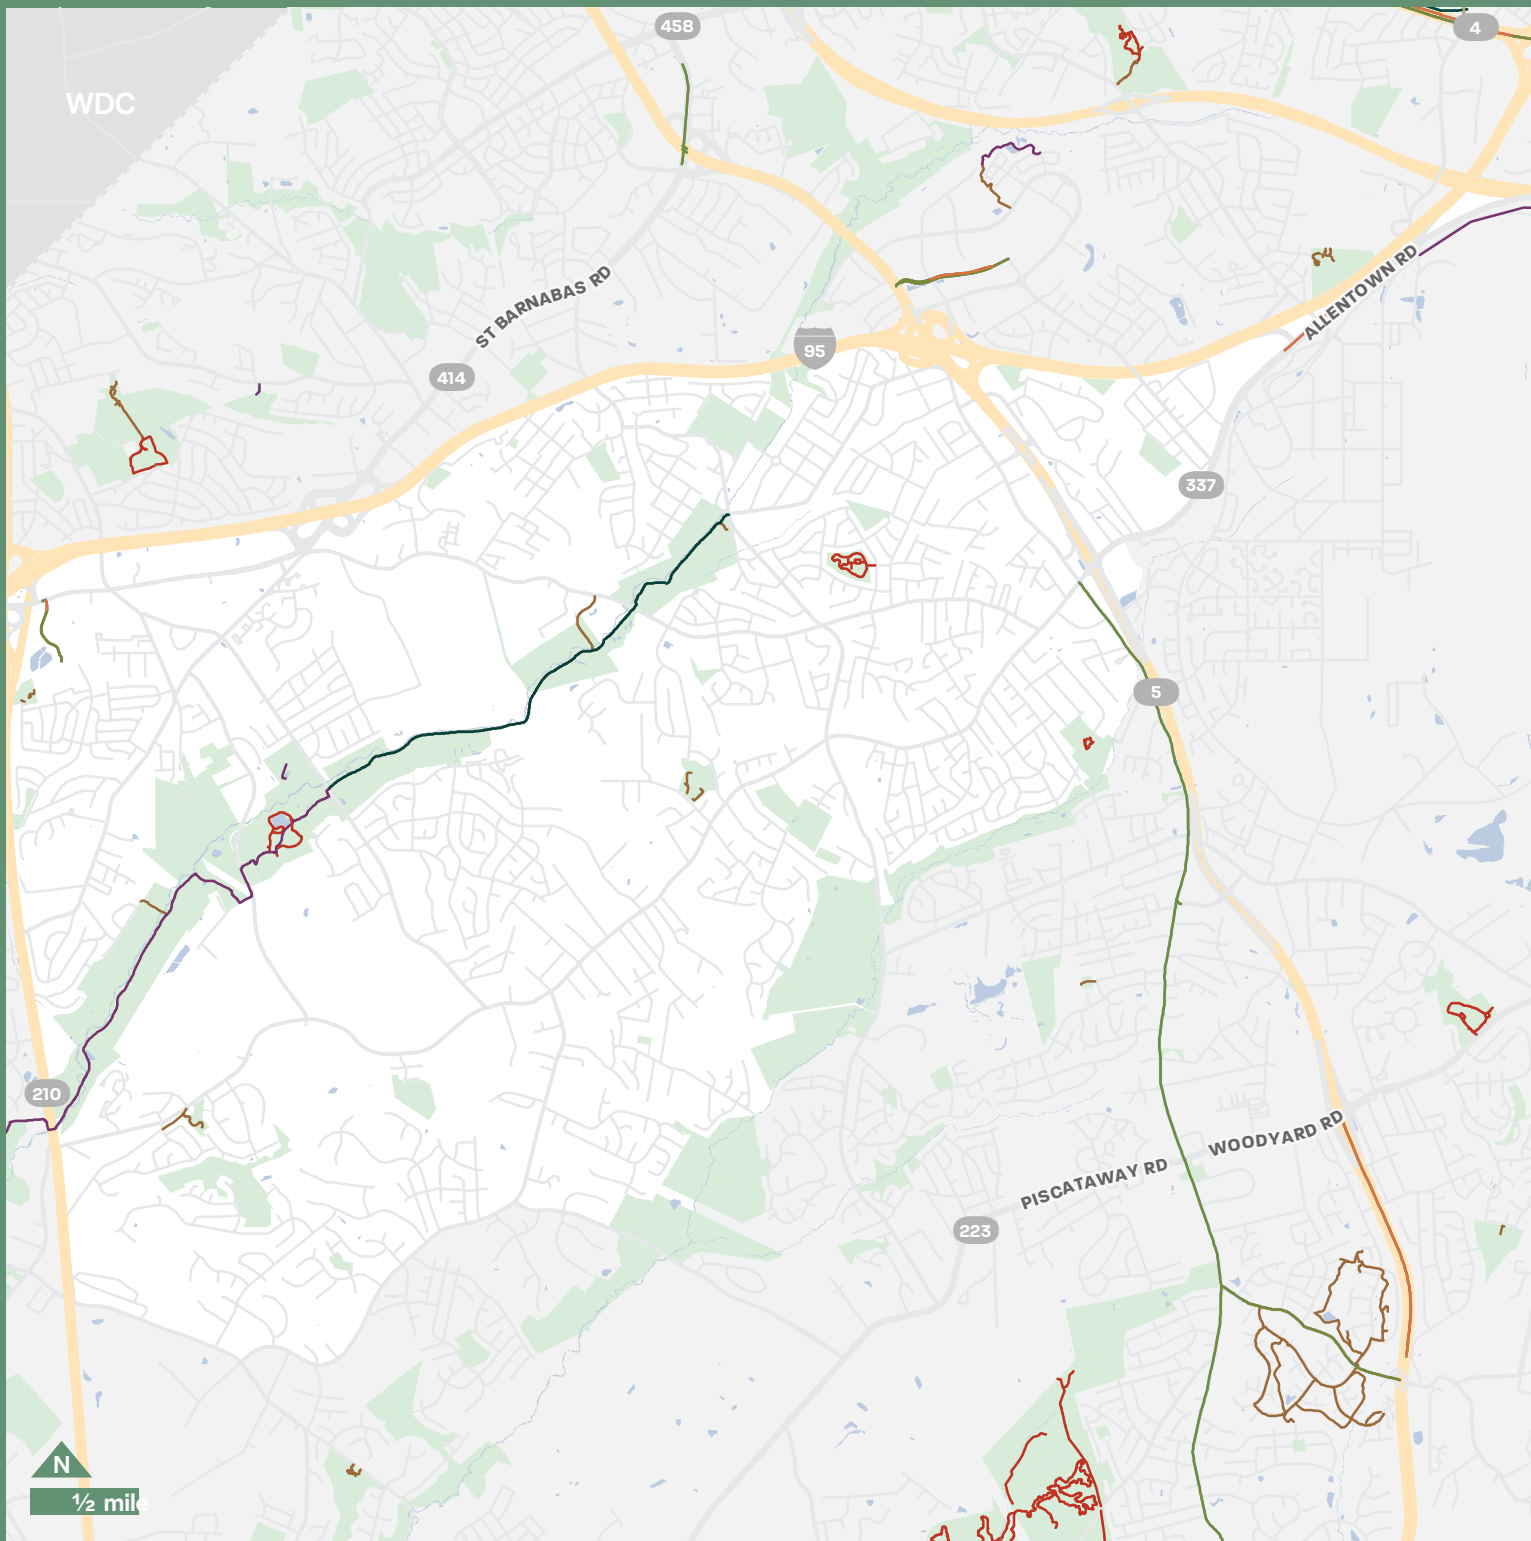 458
4
WDC
ALLENTOWN RD
ST BARNABAS RD
95
414
337
5
210
WOODYARD RD
PISCATAWAY RD
223
N
½ mile